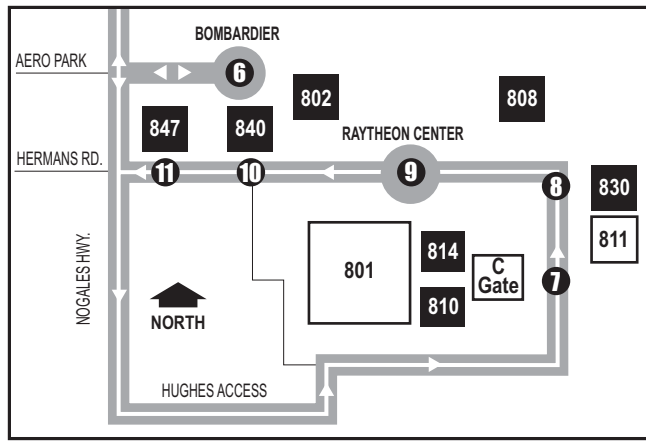 BOMBARDIER
AERO PARK
6
802
808
847
840
RAYTHEON CENTER
HERMANS RD.
11
10
9
8
830
811
NOGALES HWY.
801
814
C
Gate
7
810
NORTH
HUGHES ACCESS